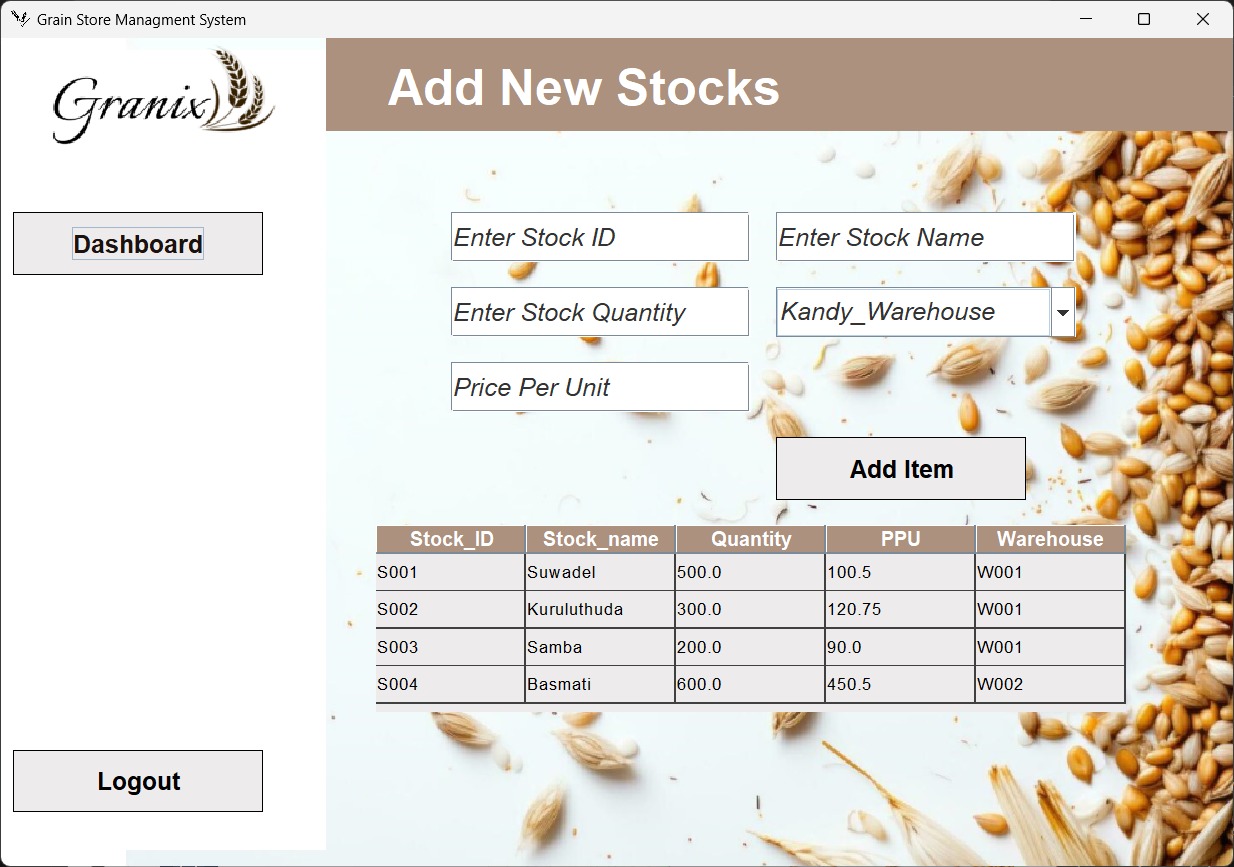 Grain Store Managment System
Granix
Add New Stocks
Dashboard
Enter Stock ID
Enter Stock Name
Enter Stock Quantity
Kandy_Warehouse
Price Per Unit
Add Item
Stock_ID Stock_name Quantity PPU Warehouse
S001 Suwadel 500.0 100.5 W001
S002 Kuruluthuda 300.0 120.75 W001
S003 Samba 200.0 90.0 W001
S004 Basmati 600.0 450.5 W002
Logout